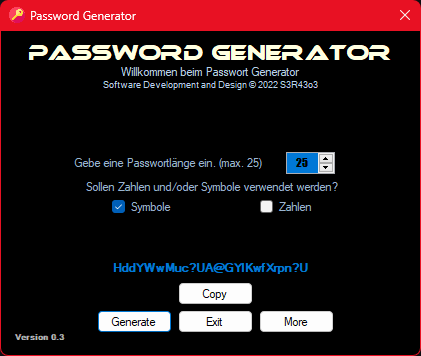 Password Generator
PASSWORD GENERATOR
Willkommen beim Passwort Generator
Software Development and Design © 2022 S3R43o3
Gebe eine Passwortlänge ein. (max. 25) 25
Sollen Zahlen und/oder Symbole verwendet werden?
Symbole Zahlen
HddYWwMuc?UA@GYIKwfXrpn?U
Copy
Generate Exit More
Version 0.3